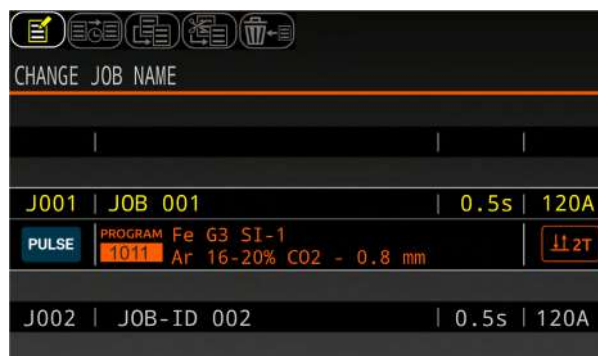 CHANGE JOB NAME
J001 JOB 001 0.5s 120A
PULSE PROGRAM 1011 Fe G3 SI-1
Ar 16-20% CO2 - 0.8 mm 2T
J002 JOB-ID 002 0.5s 120A